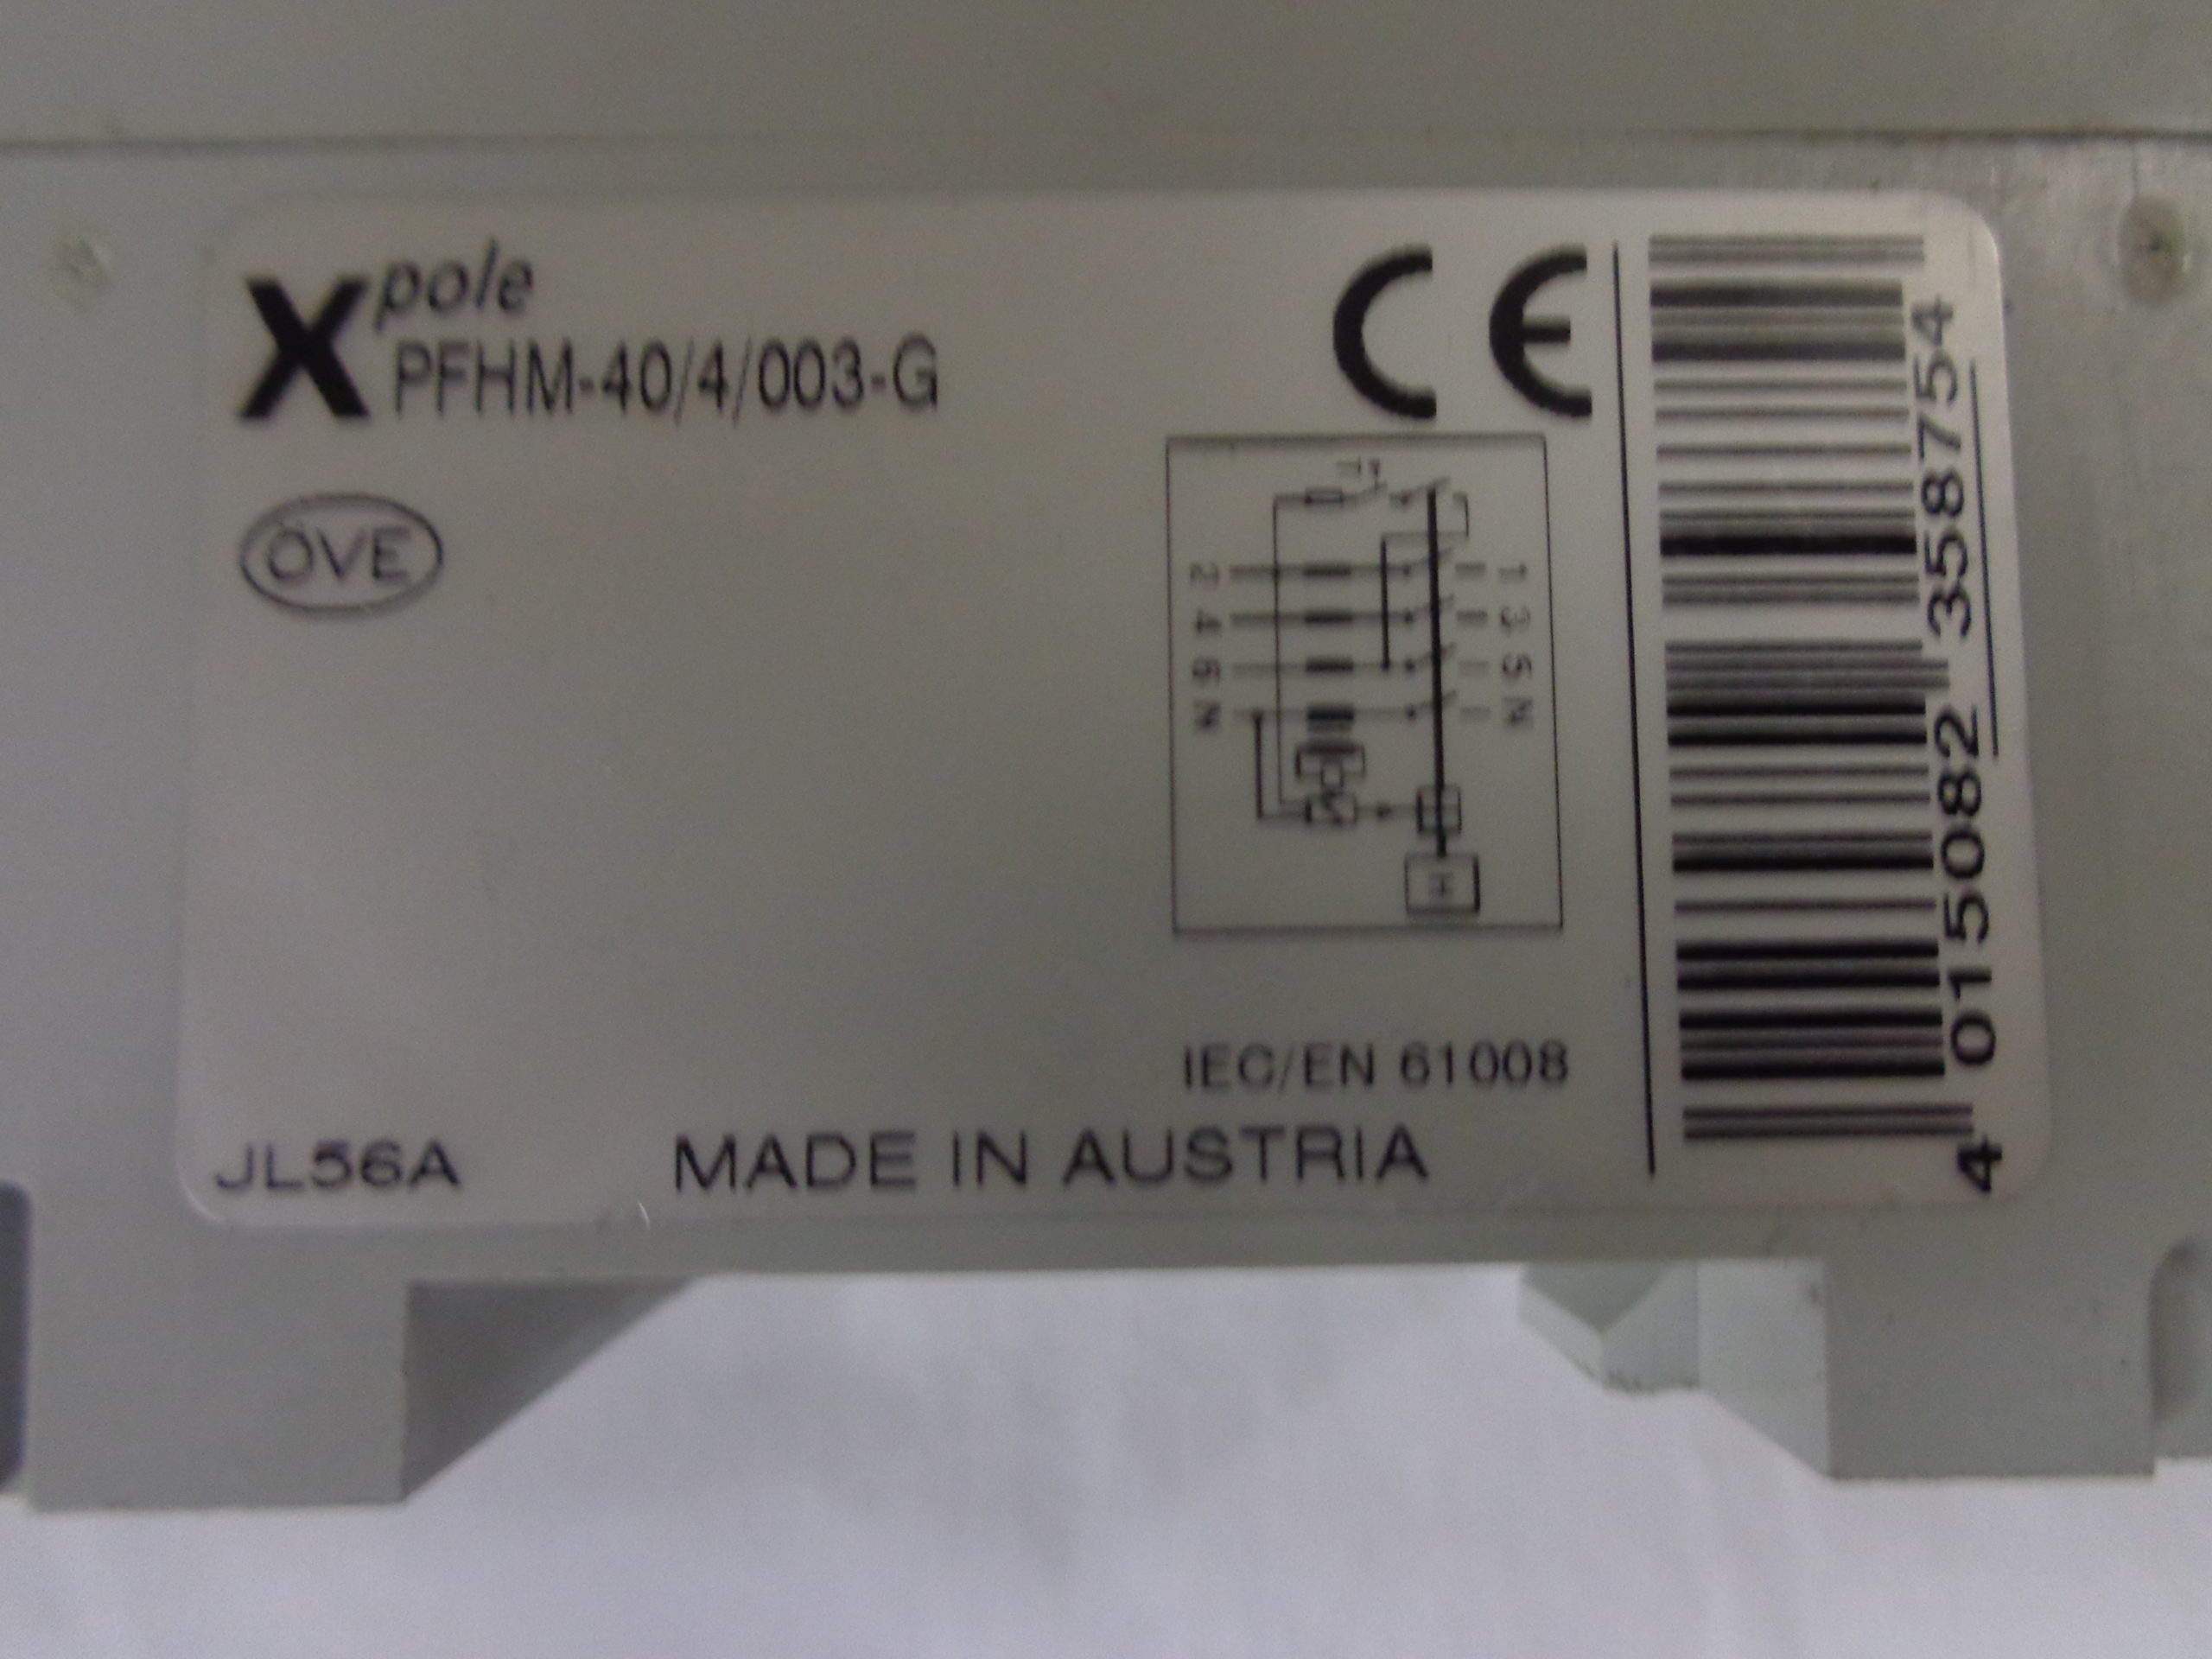 Xpole
PFHM-40/4/003-G
CE
ÖVE
T
1 3 5 N
2 4 6 N
H
IEC/EN 61008
JL56A
MADE IN AUSTRIA
4 015082 358754